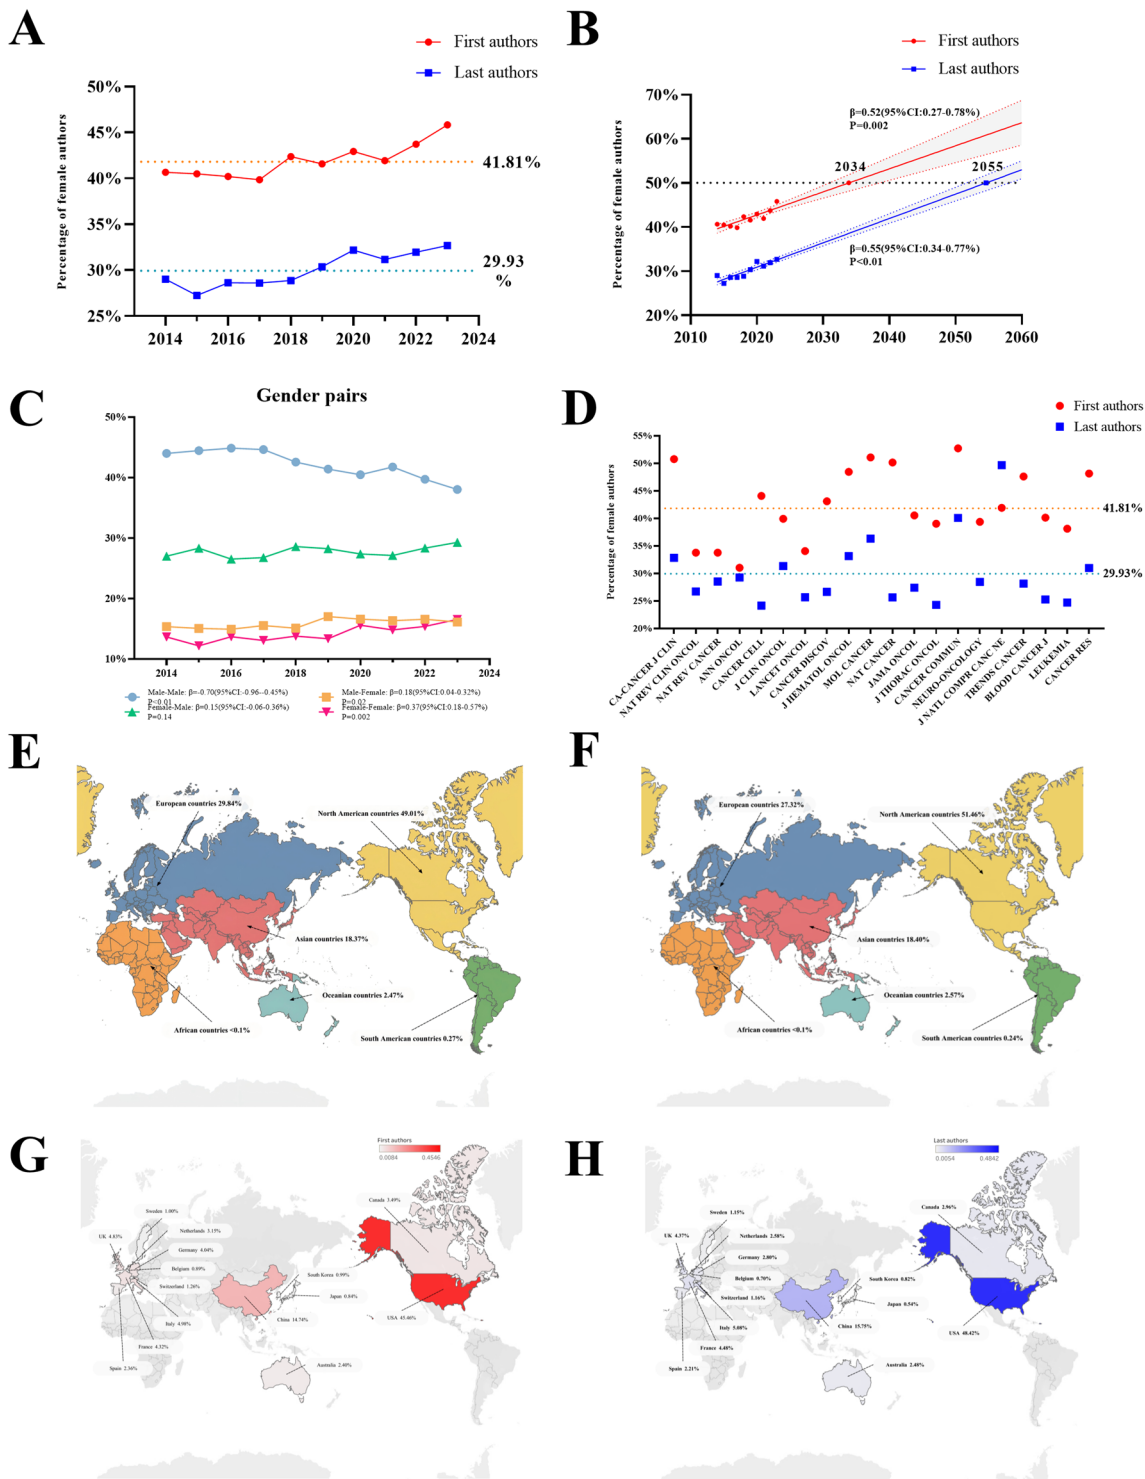 A
First authors
Last authors
Percentage of female authors
50%
45%
40%
35%
30%
25%
41.81%
29.93
%
2014
2016
2018
2020
2022
2024
B
First authors
Last authors
Percentage of female authors
70%
60%
50%
40%
30%
20%
β=0.52(95%CI:0.27-0.78%)
P=0.002
2034
2055
β=0.55(95%CI:0.34-0.77%)
P<0.01
2010
2020
2030
2040
2050
2060
C
Gender pairs
50%
40%
30%
20%
10%
2014
2016
2018
2020
2022
2024
Male-Male: β=-0.70(95%CI:-0.96--0.45%)
P<0.01
Male-Female: β=0.18(95%CI:0.04-0.32%)
P=0.02
Female-Male: β=0.15(95%CI:-0.06-0.36%)
P=0.14
Female-Female: β=0.37(95%CI:0.18-0.57%)
P=0.002
D
First authors
Last authors
Percentage of female authors
55%
50%
45%
40%
35%
30%
25%
20%
41.81%
29.93%
CA-CANCER J CLIN
NAT REV CLIN ONCOL
NAT REV CANCER
ANN ONCOL
CANCER CELL
J CLIN ONCOL
LANCET ONCOL
CANCER DISCOV
J HEMATOL ONCOL
MOL CANCER
NAT CANCER
JAMA ONCOL
J THORAC ONCOL
CANCER COMMUN
NEURO-ONCOLOGY
J NATL COMPR CANC NE
TRENDS CANCER
BLOOD CANCER J
LEUKEMIA
CANCER RES
E
European countries 29.84%
North American countries 49.01%
Asian countries 18.37%
Oceanian countries 2.47%
African countries <0.1%
South American countries 0.27%
F
European countries 27.32%
North American countries 51.46%
Asian countries 18.40%
Oceanian countries 2.57%
African countries <0.1%
South American countries 0.24%
G
First authors
0.0084
0.4546
Canada 3.49%
Sweden 1.00%
UK 4.83%
Netherlands 3.15%
Germany 4.04%
Belgium 0.89%
Switzerland 1.26%
South Korea 0.99%
Japan 0.84%
USA 45.46%
China 14.74%
Italy 4.98%
France 4.32%
Spain 2.36%
Australia 2.40%
H
Last authors
0.0054
0.4842
Canada 2.96%
Sweden 1.15%
UK 4.37%
Netherlands 2.58%
Germany 2.80%
Belgium 0.70%
South Korea 0.82%
Switzerland 1.16%
Japan 0.54%
China 15.75%
Italy 5.08%
USA 48.42%
France 4.40%
Spain 2.21%
Australia 2.48%